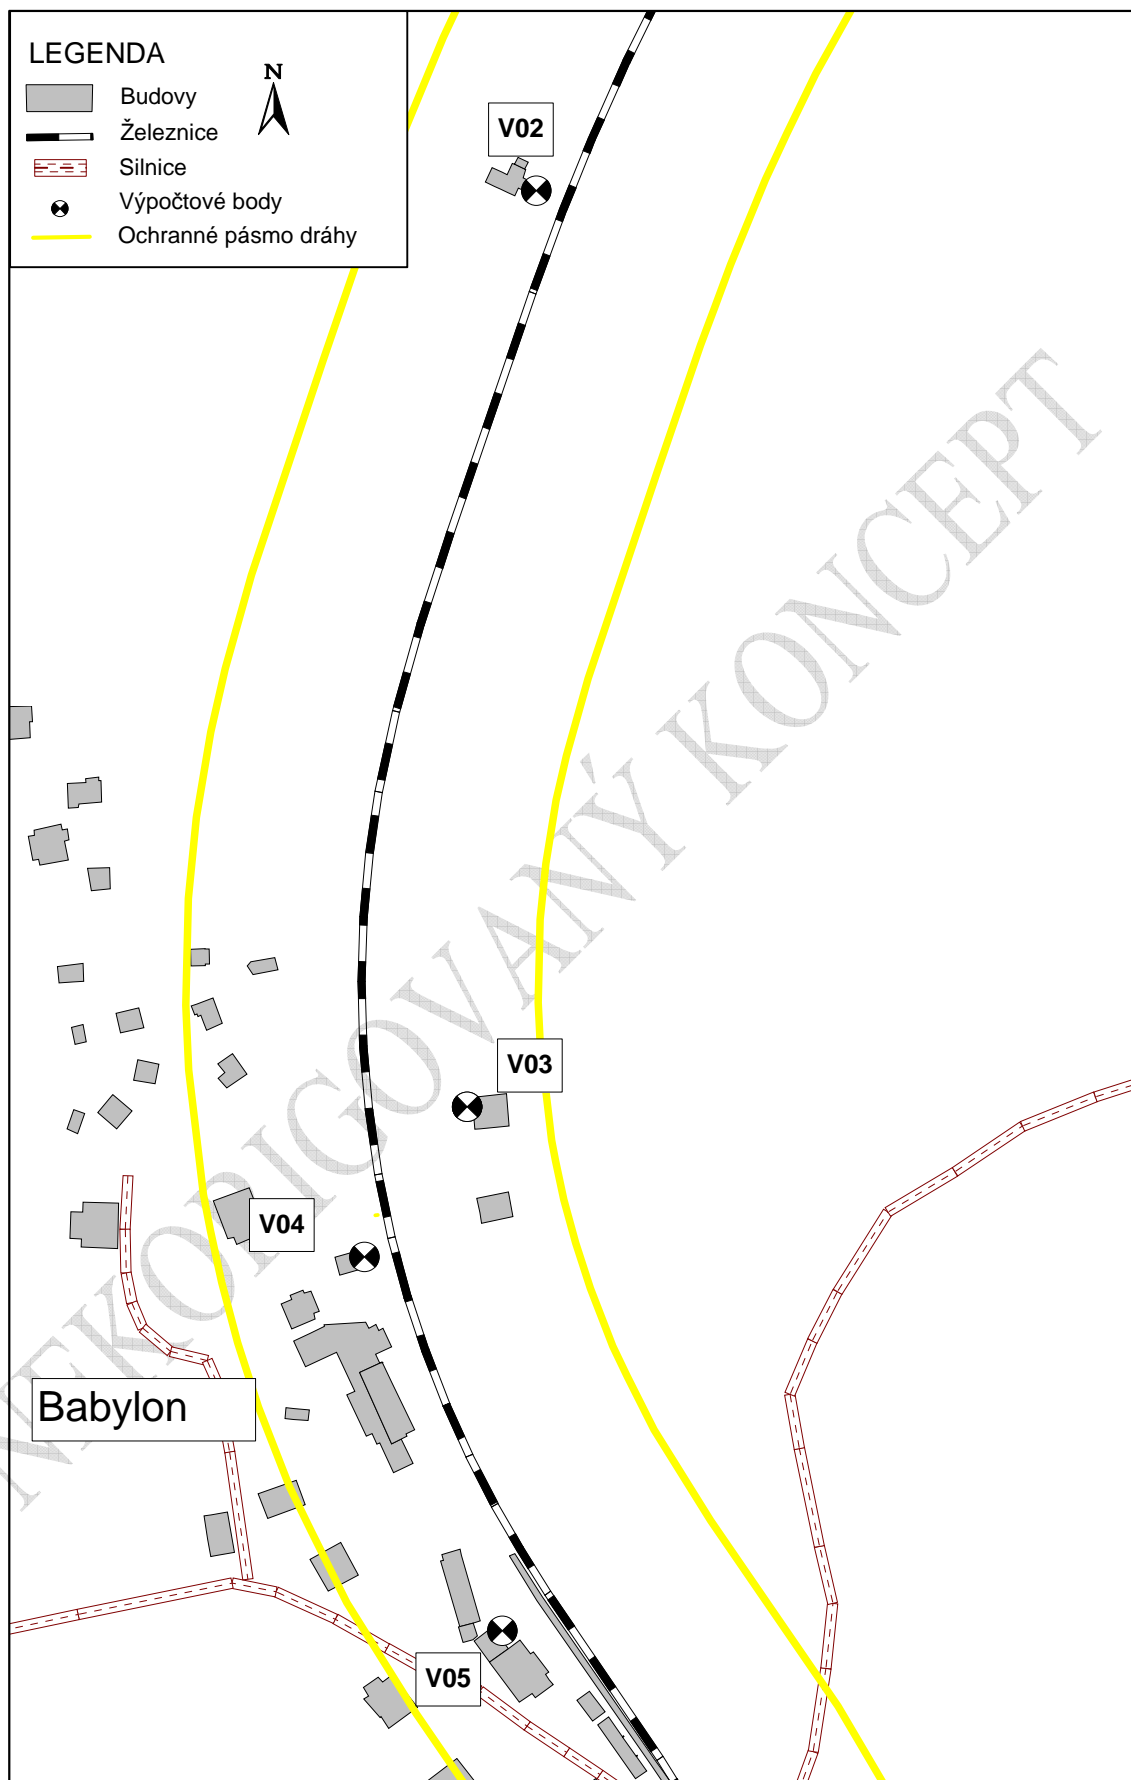 LEGENDA
N
Budovy
Železnice
Silnice
Výpočtové body
Ochranné pásmo dráhy
V02
V03
V04
Babylon
V05
NEKORIGOVANÝ KONCEPT